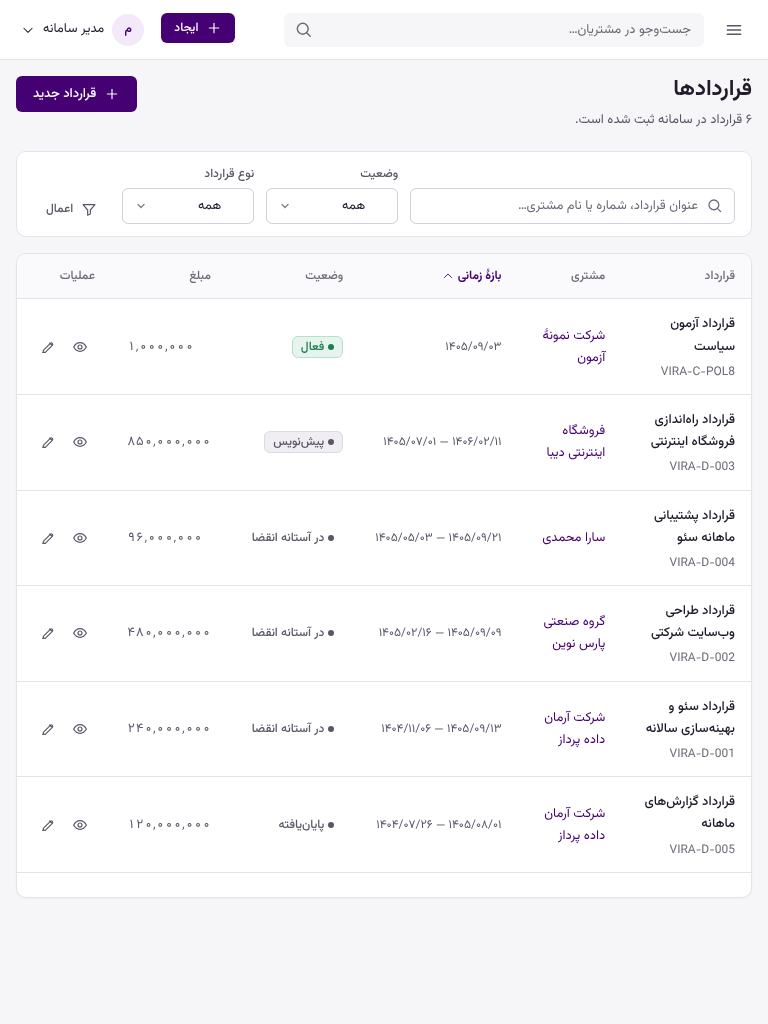 جست‌وجو در مشتریان...
ایجاد
م
مدیر سامانه
قراردادها
۶ قرارداد در سامانه ثبت شده است.
قرارداد جدید
عنوان قرارداد، شماره یا نام مشتری...
وضعیت
همه
نوع قرارداد
همه
اعمال
قرارداد مشتری بازهٔ زمانی وضعیت مبلغ عملیات
قرارداد آزمون
سیاست
VIRA-C-POL8
شرکت نمونهٔ
آزمون
۱۴۰۵/۰۹/۰۳
فعال
۱,۰۰۰,۰۰۰
قرارداد راه‌اندازی
فروشگاه اینترنتی
VIRA-D-003
فروشگاه
اینترنتی دیبا
۱۴۰۵/۰۷/۰۱ — ۱۴۰۶/۰۲/۱۱
پیش‌نویس
۸۵۰,۰۰۰,۰۰۰
قرارداد پشتیبانی
ماهانه سئو
VIRA-D-004
سارا محمدی
۱۴۰۵/۰۵/۰۳ — ۱۴۰۵/۰۹/۲۱
در آستانه انقضا
۹۶,۰۰۰,۰۰۰
قرارداد طراحی
وب‌سایت شرکتی
VIRA-D-002
گروه صنعتی
پارس نوین
۱۴۰۵/۰۲/۱۶ — ۱۴۰۵/۰۹/۰۹
در آستانه انقضا
۴۸۰,۰۰۰,۰۰۰
قرارداد سئو و
بهینه‌سازی سالانه
VIRA-D-001
شرکت آرمان
داده پرداز
۱۴۰۴/۱۱/۰۶ — ۱۴۰۵/۰۹/۱۳
در آستانه انقضا
۲۴۰,۰۰۰,۰۰۰
قرارداد گزارش‌های
ماهانه
VIRA-D-005
شرکت آرمان
داده پرداز
۱۴۰۴/۰۷/۲۶ — ۱۴۰۵/۰۸/۰۱
پایان‌یافته
۱۲۰,۰۰۰,۰۰۰